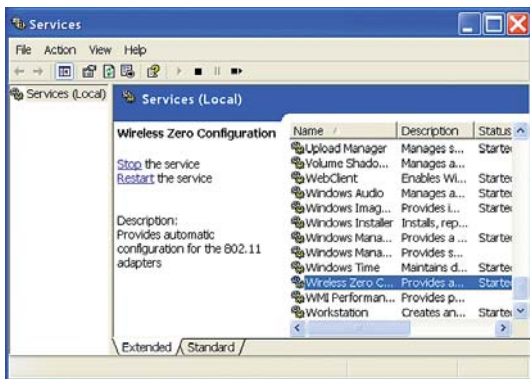 Services
File Action View Help
Services (Local)
Services (Local)
Wireless Zero Configuration
Stop the service
Restart the service
Description:
Provides automatic
configuration for the 802.11
adapters
Name Description Status
Upload Manager Manages s... Starte
Volume Shado... Manages a...
WebClient Enables Wi... Starte
Windows Audio Manages a... Starte
Windows Imag... Provides i... Starte
Windows Installer Installs, rep...
Windows Mana... Provides a ... Starte
Windows Mana... Provides s...
Windows Time Maintains d... Starte
Wireless Zero C... Provides a... Starte
WMI Performan... Provides p...
Workstation Creates an... Starte
Extended Standard